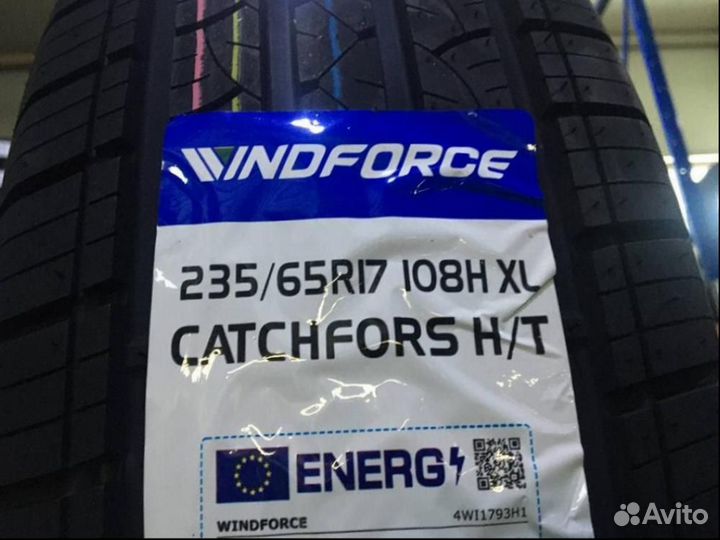 WINDFORCE
235/65R17 108H XL
CATCHFORS H/T
ENERG
WINDFORCE 4WI1793H1
Avito